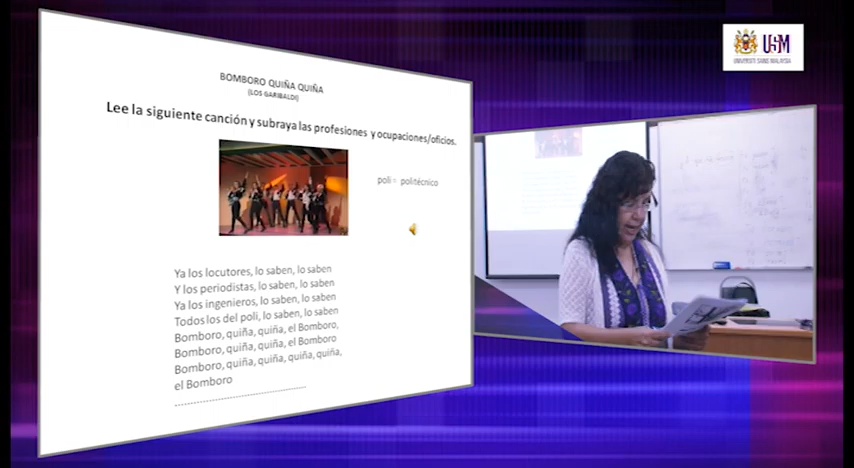 BOMBORO QUIÑA QUIÑA
(LOS GARIBALDI)
Lee la siguiente canción y subraya las profesiones y ocupaciones/oficios.
poli = politécnico
Ya los locutores, lo saben, lo saben
Y los periodistas, lo saben, lo saben
Ya los ingenieros, lo saben, lo saben
Todos los del poli, lo saben, lo saben
Bomboro, quiña, quiña, el Bomboro,
Bomboro, quiña, quiña, el Bomboro
Bomboro, quiña, quiña, quiña, quiña,
el Bomboro
USM
UNIVERSITI SAINS MALAYSIA